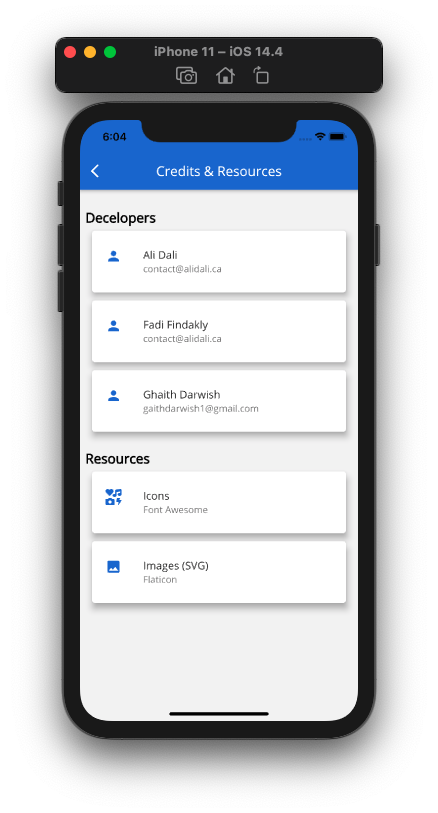 iPhone 11 – iOS 14.4
6:04
Credits & Resources
Decelopers
Ali Dali
contact@alidali.ca
Fadi Findakly
contact@alidali.ca
Ghaith Darwish
gaithdarwish1@gmail.com
Resources
Icons
Font Awesome
Images (SVG)
Flaticon